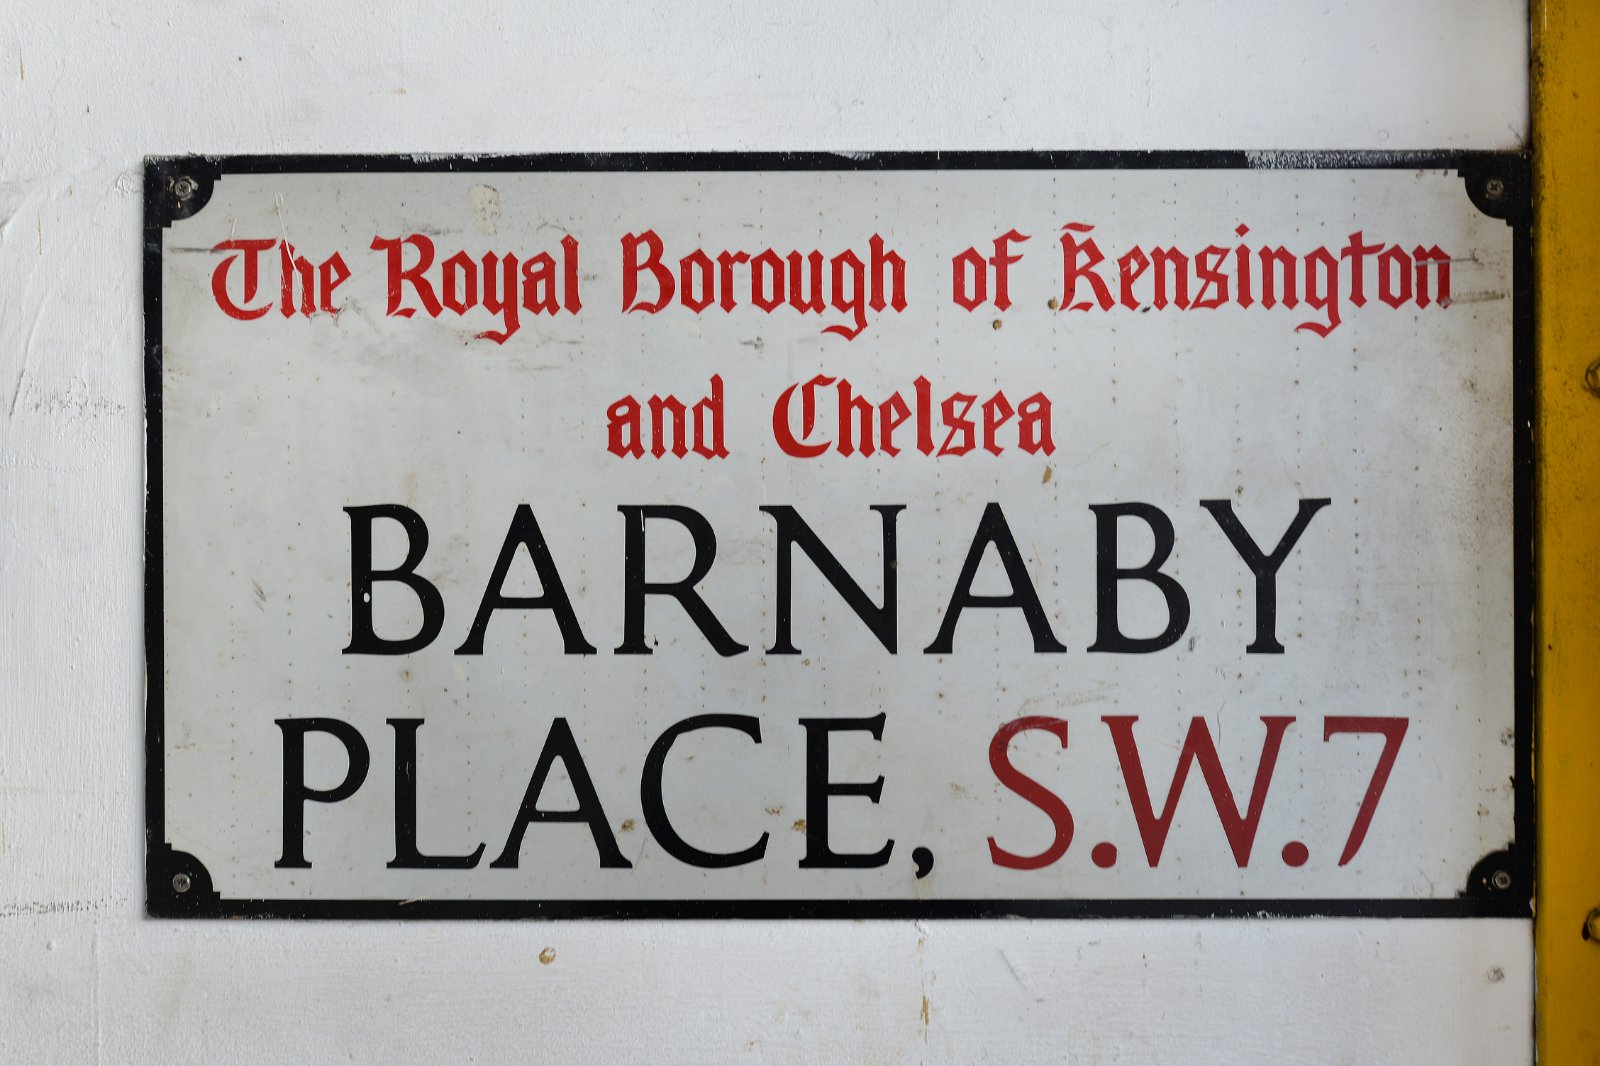 The Royal Borough of Kensington
and Chelsea
BARNABY
PLACE, S.W.7